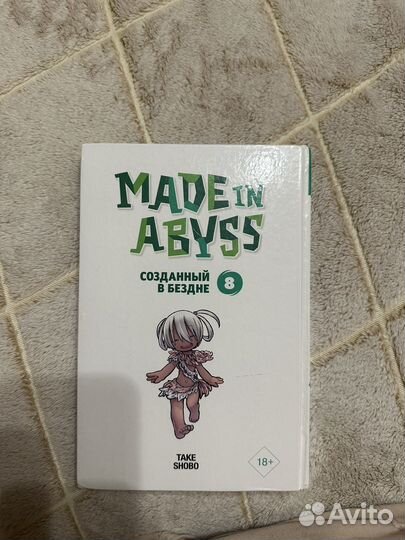 MADE IN
ABYSS
СОЗДАННЫЙ
В БЕЗДНЕ 8
TAKE
SHOBO
18+
Avito